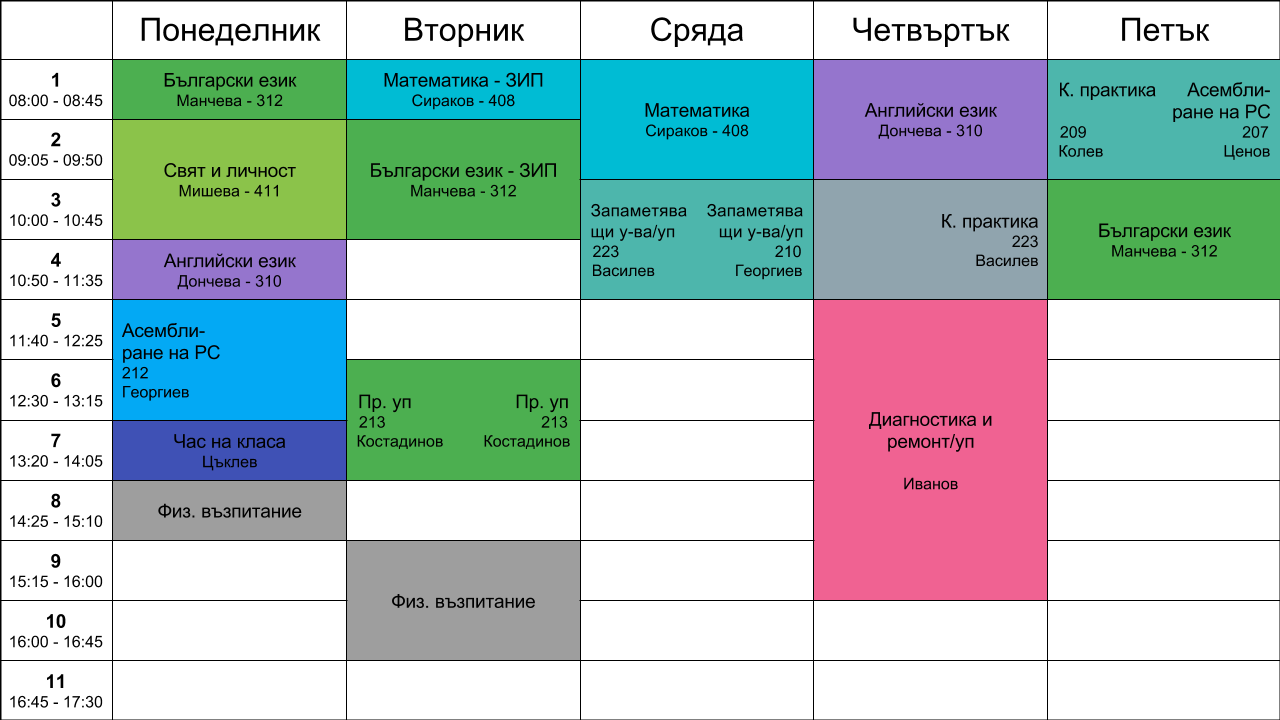 Понеделник
Вторник
Сряда
Четвъртък
Петък
1
08:00 - 08:45
Български език
Манчева - 312
Математика - ЗИП
Сираков - 408
Математика
Сираков - 408
Английски език
Дончева - 310
К. практика
209
Колев
Асембли-
ране на РС
207
Ценов
2
09:05 - 09:50
Свят и личност
Мишева - 411
Български език - ЗИП
Манчева - 312
3
10:00 - 10:45
Запаметява
щи у-ва/уп
223
Василев
Запаметява
щи у-ва/уп
210
Георгиев
К. практика
223
Василев
Български език
Манчева - 312
4
10:50 - 11:35
Английски език
Дончева - 310
5
11:40 - 12:25
Асембли-
ране на РС
212
Георгиев
Диагностика и
ремонт/уп
Иванов
6
12:30 - 13:15
Пр. уп
213
Костадинов
Пр. уп
213
Костадинов
7
13:20 - 14:05
Час на класа
Цъклев
8
14:25 - 15:10
Физ. възпитание
9
15:15 - 16:00
Физ. възпитание
10
16:00 - 16:45
11
16:45 - 17:30